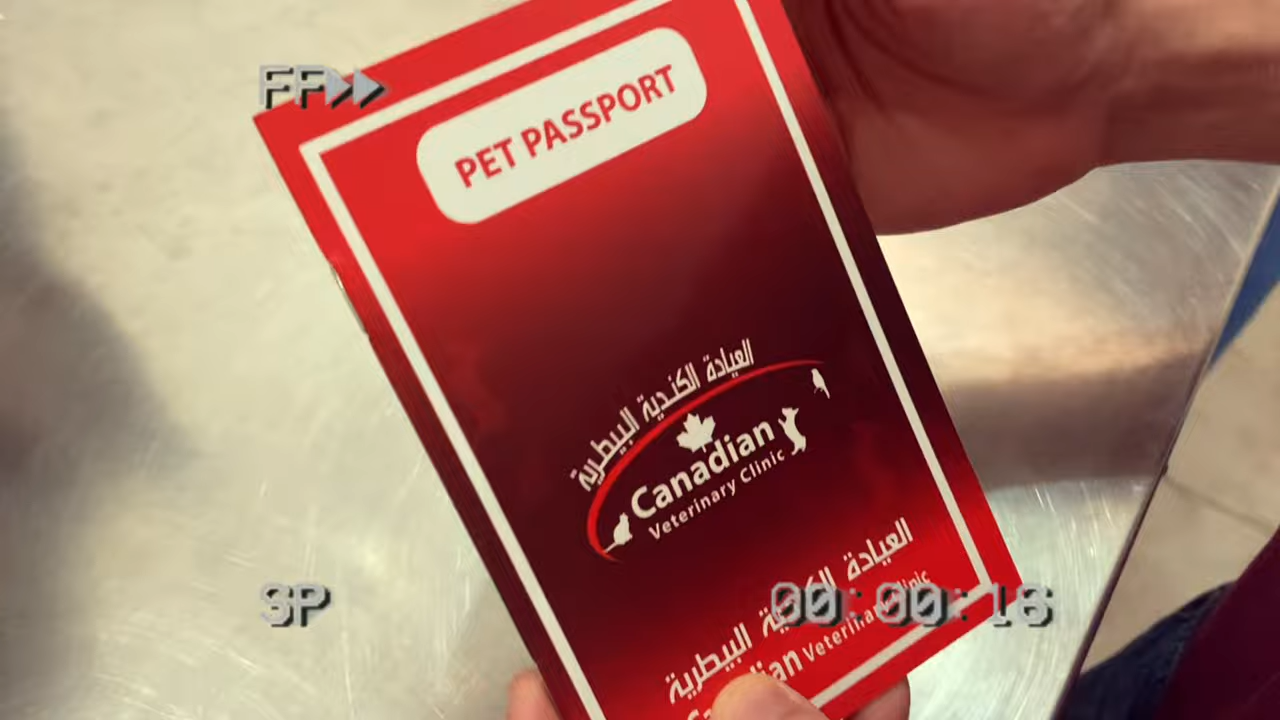 FF
PET PASSPORT
العيادة الكندية البيطرية
Canadian
Veterinary Clinic
العيادة الكندية البيطرية
Veterinary Clinic
SP
00:00:16